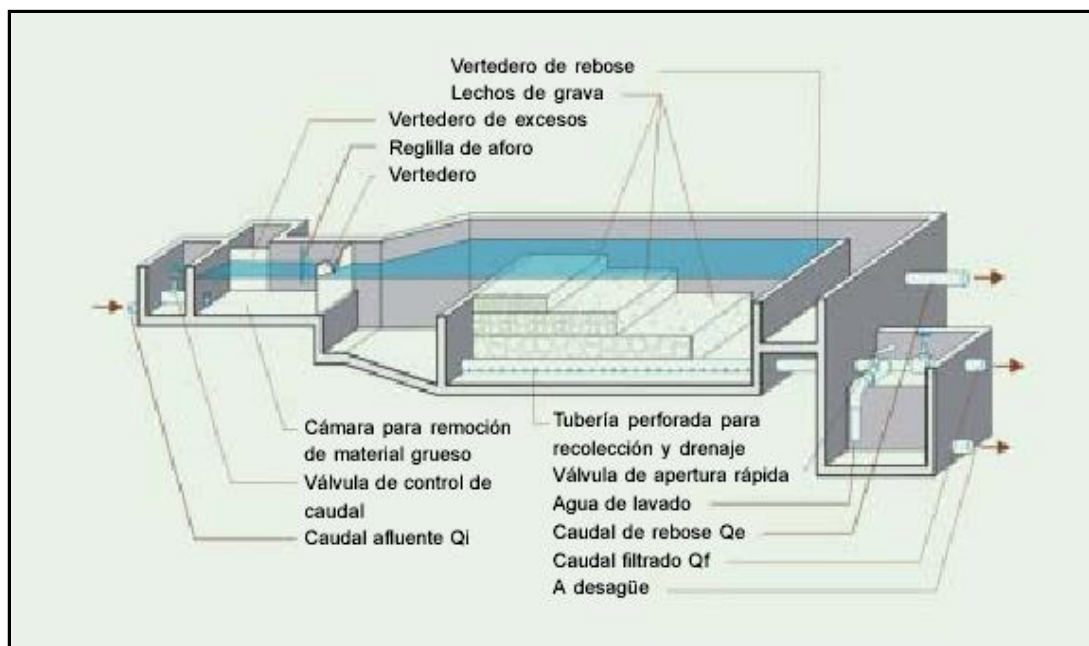 Vertedero de rebose
Lechos de grava
Vertedero de excesos
Reglilla de aforo
Vertedero
Cámara para remoción
de material grueso
Válvula de control de
caudal
Caudal afluente Qi
Tubería perforada para
recolección y drenaje
Válvula de apertura rápida
Agua de lavado
Caudal de rebose Qe
Caudal filtrado Qf
A desagüe